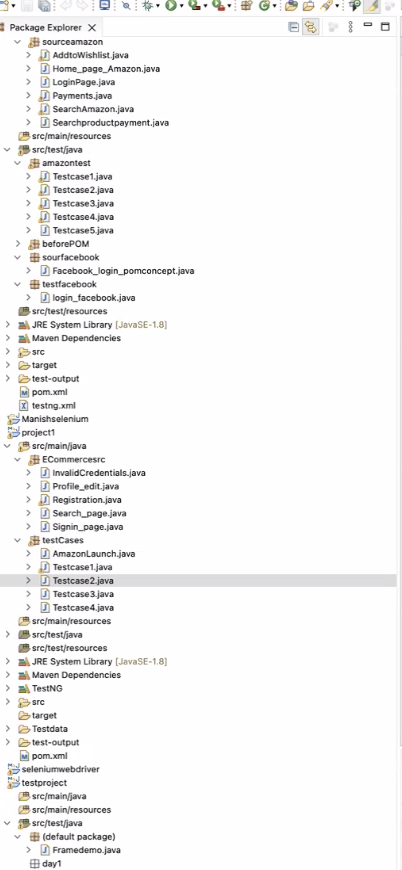 Package Explorer
sourceamazon
AddtoWishlist.java
Home_page_Amazon.java
LoginPage.java
Payments.java
SearchAmazon.java
Searchproductpayment.java
src/main/resources
src/test/java
amazontest
Testcase1.java
Testcase2.java
Testcase3.java
Testcase4.java
Testcase5.java
beforePOM
sourfacebook
Facebook_login_pomconcept.java
testfacebook
login_facebook.java
src/test/resources
JRE System Library [JavaSE-1.8]
Maven Dependencies
src
target
test-output
pom.xml
testng.xml
Manishselenium
project1
src/main/java
ECommercesrc
InvalidCredentials.java
Profile_edit.java
Registration.java
Search_page.java
Signin_page.java
testCases
AmazonLaunch.java
Testcase1.java
Testcase2.java
Testcase3.java
Testcase4.java
src/main/resources
src/test/java
src/test/resources
JRE System Library [JavaSE-1.8]
Maven Dependencies
TestNG
src
target
Testdata
test-output
pom.xml
seleniumwebdriver
testproject
src/main/java
src/main/resources
src/test/java
(default package)
Framedemo.java
day1